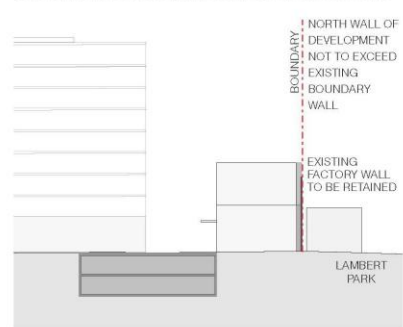 NORTH WALL OF
DEVELOPMENT
NOT TO EXCEED
EXISTING
BOUNDARY
WALL
BOUNDARY
EXISTING
FACTORY WALL
TO BE RETAINED
LAMBERT
PARK